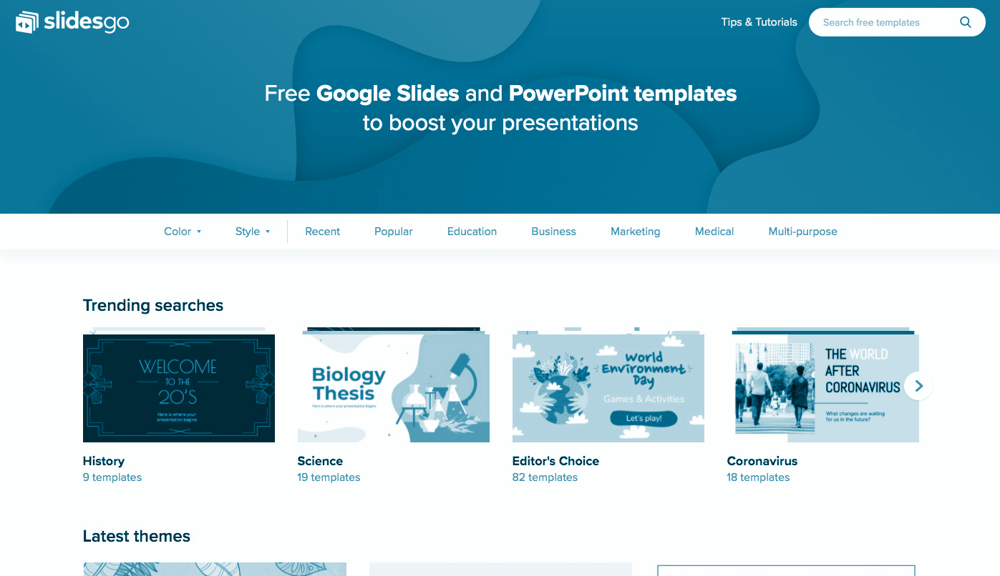 slidesgo
Tips & Tutorials
Search free templates
Free Google Slides and PowerPoint templates
to boost your presentations
Color
Style
Recent
Popular
Education
Business
Marketing
Medical
Multi-purpose
Trending searches
WELCOME
TO THE
20'S
Here is where your
presentation begins
Biology
Thesis
Here is where your presentation begins
World
Environment
Day
Games & Activities
Let's play!
THE WORLD
AFTER
CORONAVIRUS
What changes are waiting
for us in the future?
History
9 templates
Science
19 templates
Editor's Choice
82 templates
Coronavirus
18 templates
Latest themes